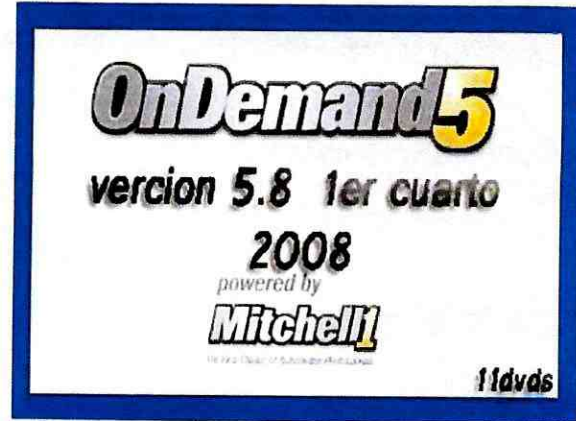 OnDemand5
vercion 5.8 1er cuarto
2008
powered by
Mitchell1
11dvds